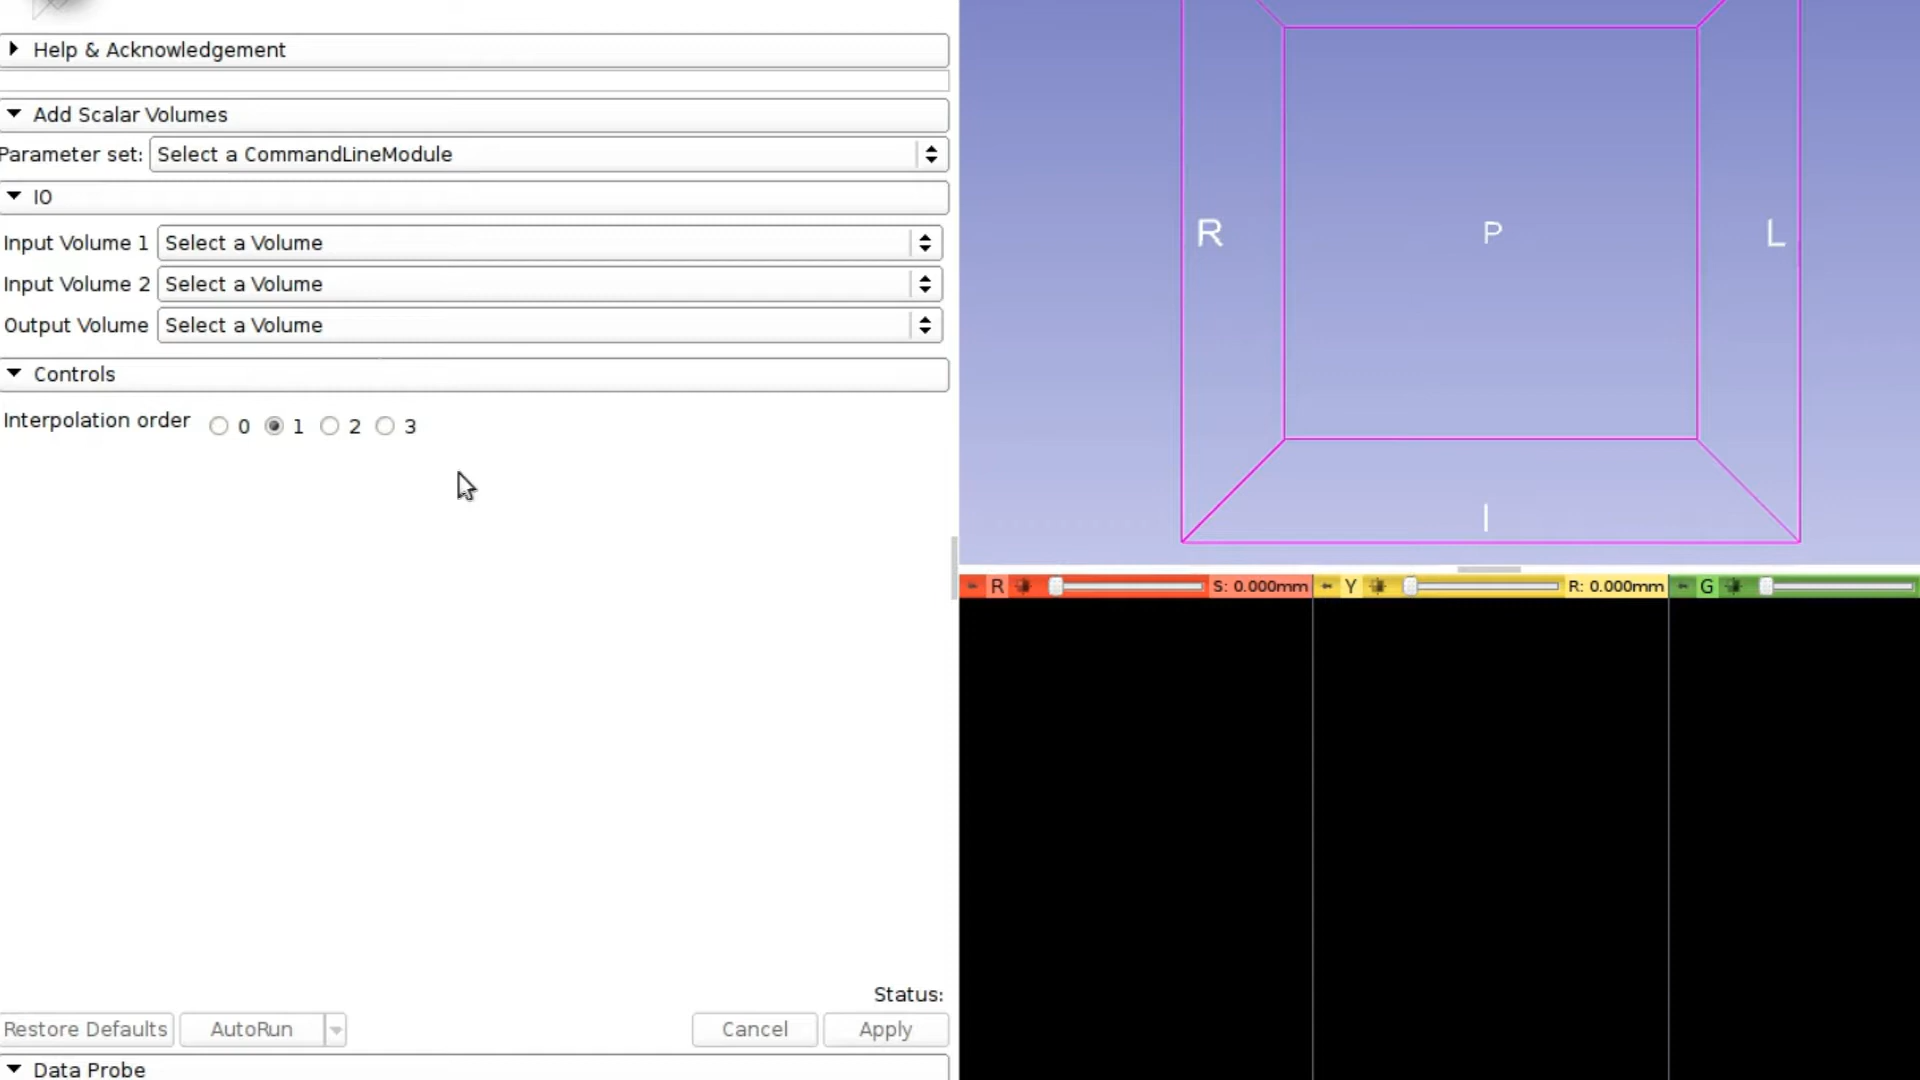 Help & Acknowledgement
Add Scalar Volumes
Parameter set: Select a CommandLineModule
IO
Input Volume 1 Select a Volume
Input Volume 2 Select a Volume
Output Volume Select a Volume
Controls
Interpolation order 0 1 2 3
Status:
Restore Defaults AutoRun Cancel Apply
Data Probe
R P L
I
R S: 0.000mm Y R: 0.000mm G